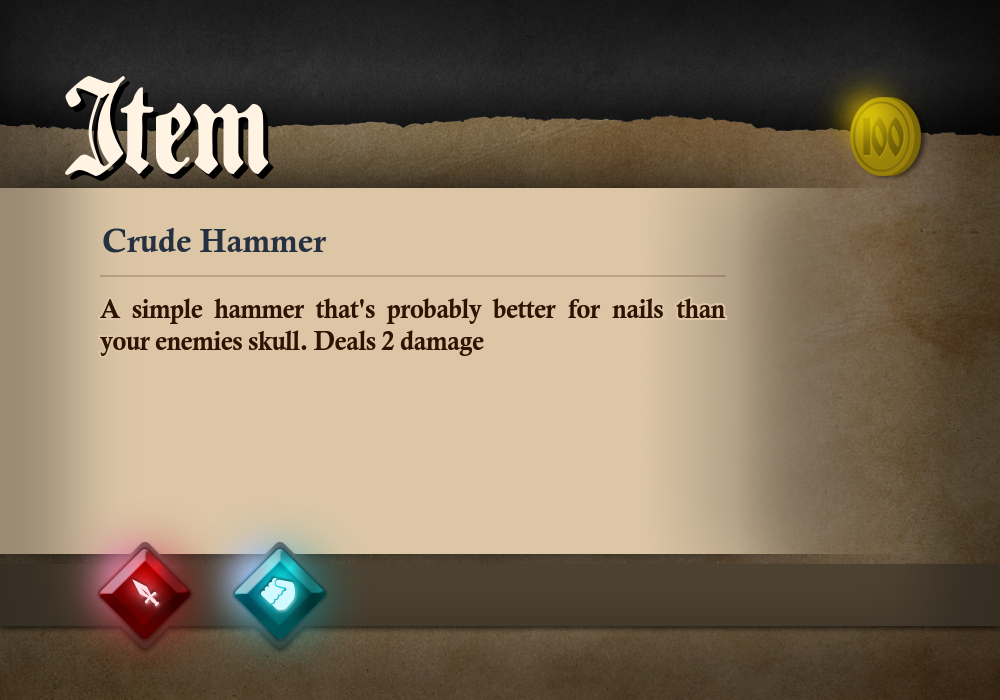 Item
100
Crude Hammer
A simple hammer that's probably better for nails than
your enemies skull. Deals 2 damage